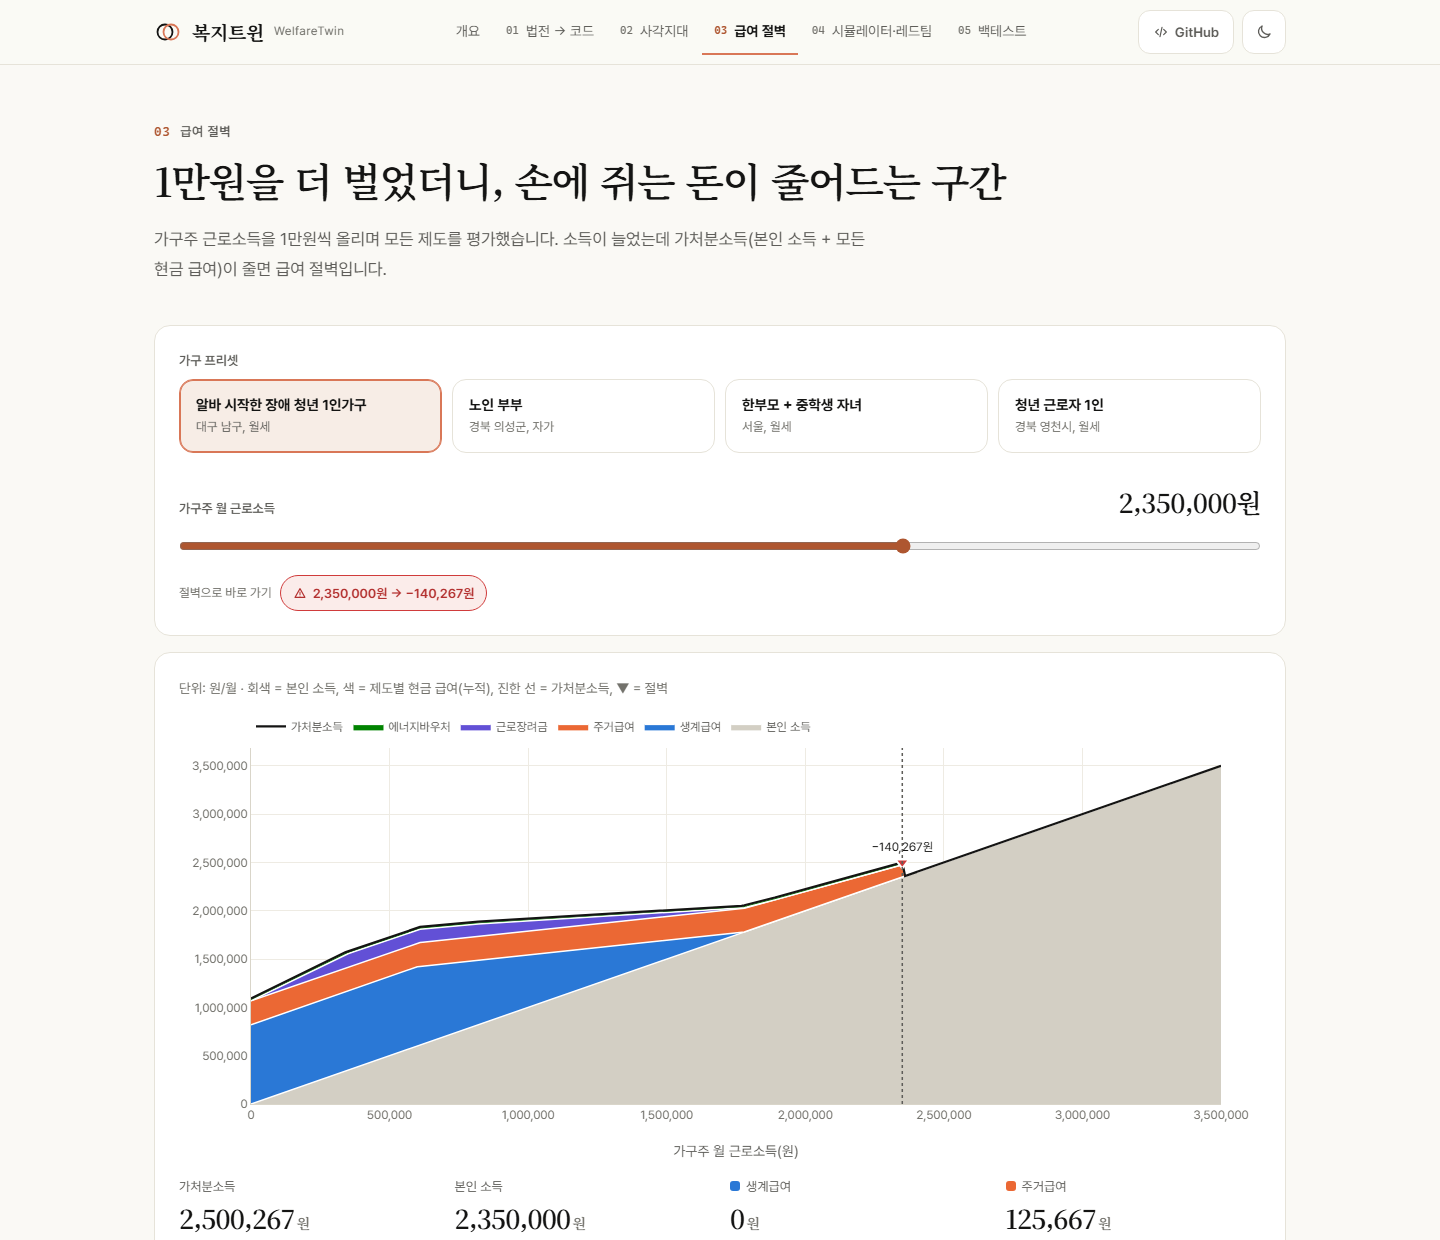 복지트윈 WelfareTwin 개요 01 법전 → 코드 02 사각지대 03 급여 절벽 04 시뮬레이터·레드팀 05 백테스트 GitHub
03 급여 절벽
1만원을 더 벌었더니, 손에 쥐는 돈이 줄어드는 구간
가구주 근로소득을 1만원씩 올리며 모든 제도를 평가했습니다. 소득이 늘었는데 가처분소득(본인 소득 + 모든
현금 급여)이 줄면 급여 절벽입니다.
가구 프리셋
알바 시작한 장애 청년 1인가구
대구 남구, 월세
노인 부부
경북 의성군, 자가
한부모 + 중학생 자녀
서울, 월세
청년 근로자 1인
경북 영천시, 월세
가구주 월 근로소득 2,350,000원
절벽으로 바로 가기 2,350,000원 → −140,267원
단위: 원/월 · 회색 = 본인 소득, 색 = 제도별 현금 급여(누적), 진한 선 = 가처분소득, ▼ = 절벽
가처분소득 에너지바우처 근로장려금 주거급여 생계급여 본인 소득
3,500,000
3,000,000
−140,267원
2,500,000
2,000,000
1,500,000
1,000,000
500,000
0
0 500,000 1,000,000 1,500,000 2,000,000 2,500,000 3,000,000 3,500,000
가구주 월 근로소득(원)
가처분소득 본인 소득 생계급여 주거급여
2,500,267원 2,350,000원 0원 125,667원